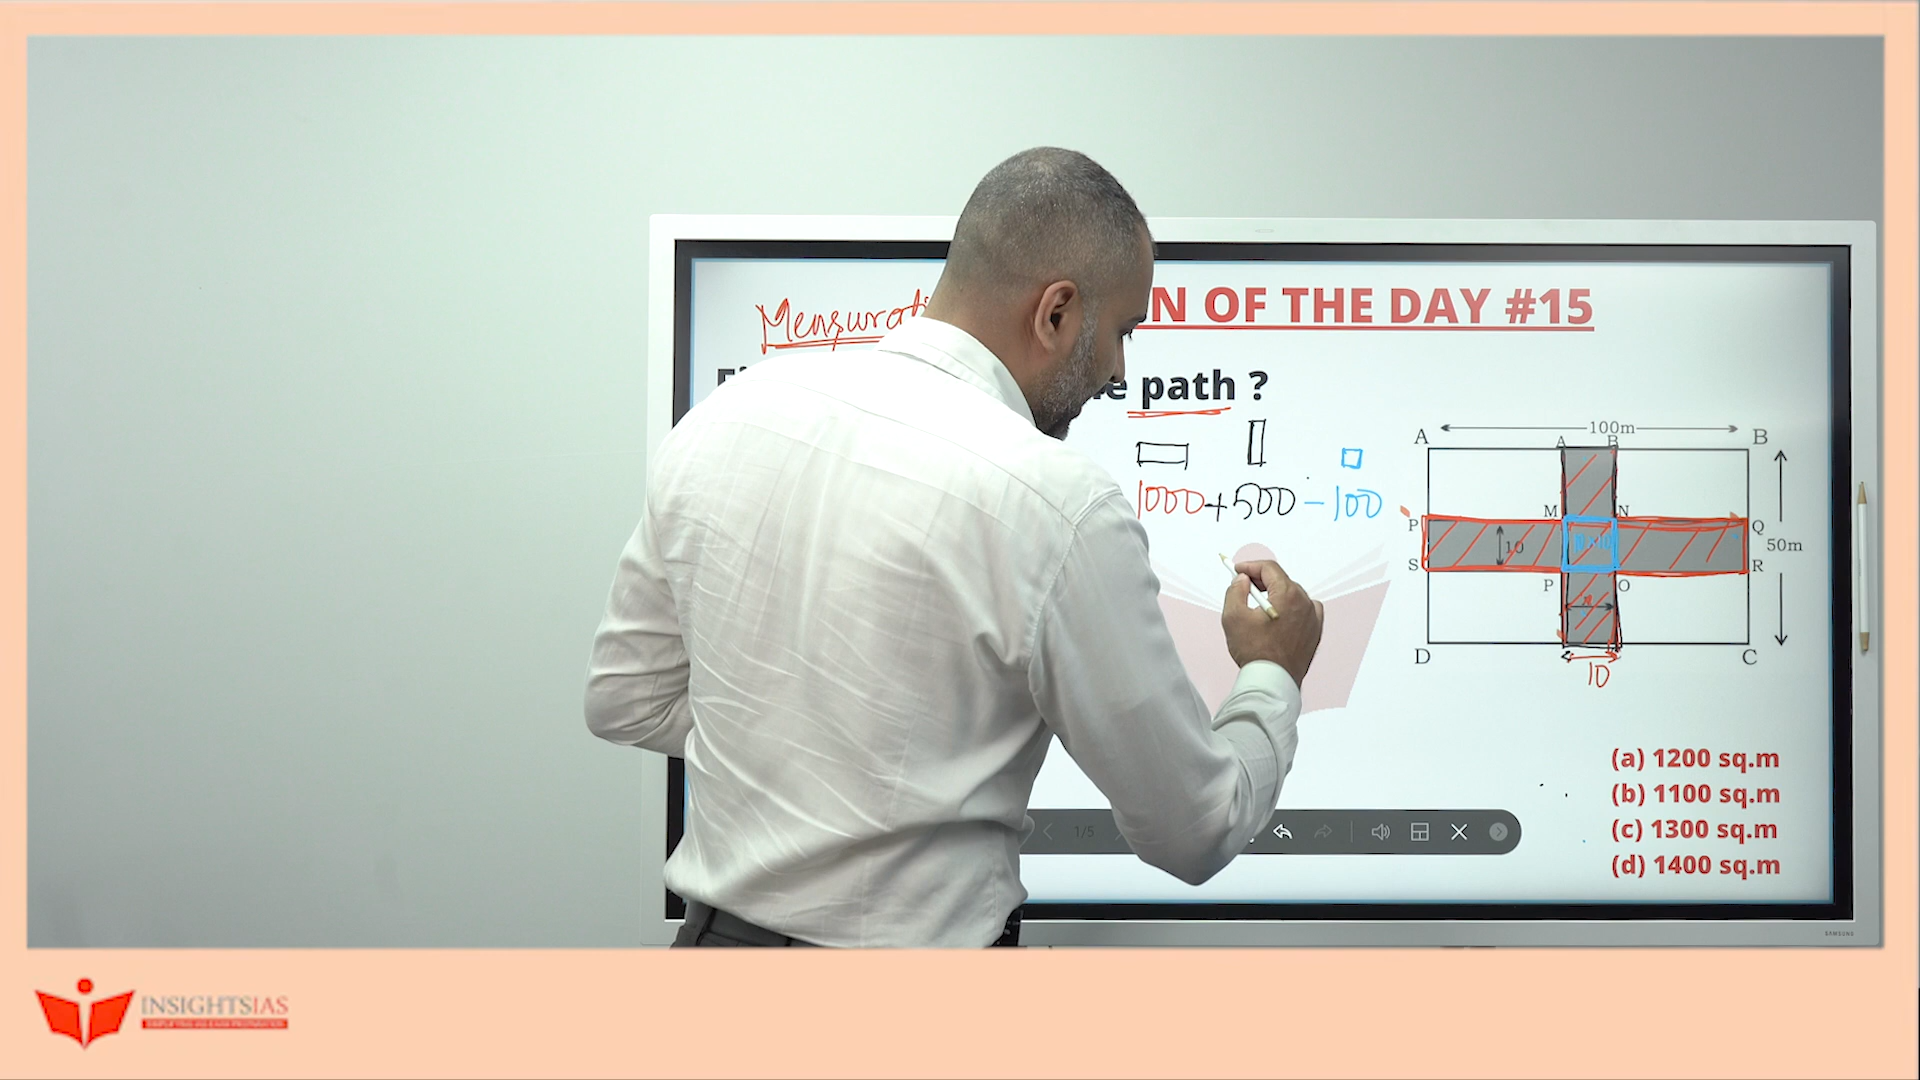 N OF THE DAY #15
path ?
1000+500-100
100m
A
B
A B
M N
P
Q
10
50m
S
R
P O
D
C
10
(a) 1200 sq.m
(b) 1100 sq.m
(c) 1300 sq.m
(d) 1400 sq.m
1/5
SAMSUNG
INSIGHTSIAS